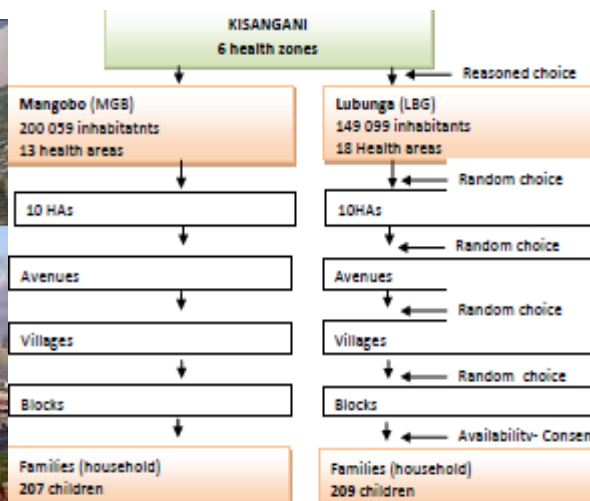 KISANGANI
6 health zones
Reasoned choice
Mangobo (MGB)
200 059 inhabitatnts
13 health areas
Lubunga (LBG)
149 099 inhabitants
18 Health areas
Random choice
10 HAs
10HAs
Random choice
Avenues
Avenues
Random choice
Villages
Villages
Random choice
Blocks
Blocks
Availability- Consen
Families (household)
207 children
Families (household)
209 children